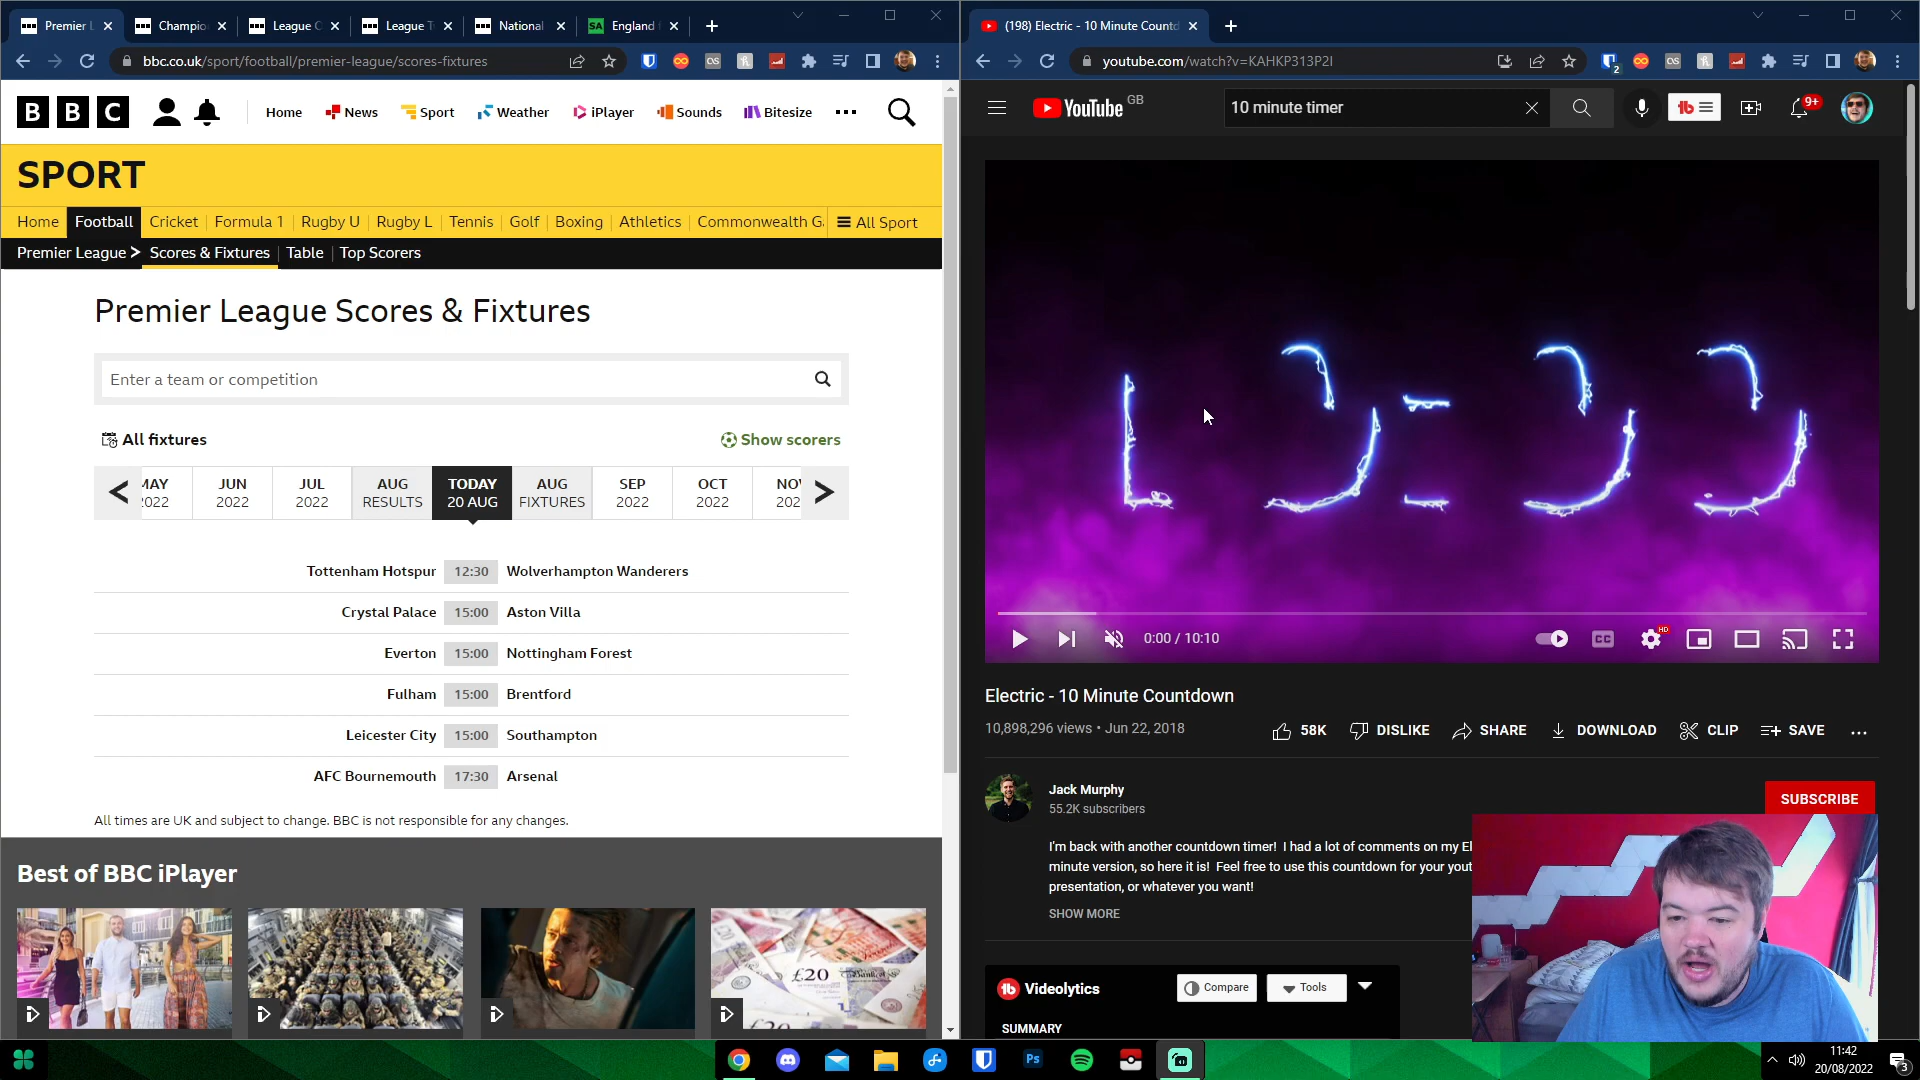 Premier L
Champio
League C
League T
National
SA England
bbc.co.uk/sport/football/premier-league/scores-fixtures
BBC
Home
News
Sport
Weather
iPlayer
Sounds
Bitesize
SPORT
Home Football Cricket Formula 1 Rugby U Rugby L Tennis Golf Boxing Athletics Commonwealth G All Sport
Premier League Scores & Fixtures Table Top Scorers
Premier League Scores & Fixtures
Enter a team or competition
All fixtures
Show scorers
MAY 2022
JUN 2022
JUL 2022
AUG RESULTS
TODAY 20 AUG
AUG FIXTURES
SEP 2022
OCT 2022
Tottenham Hotspur 12:30 Wolverhampton Wanderers
Crystal Palace 15:00 Aston Villa
Everton 15:00 Nottingham Forest
Fulham 15:00 Brentford
Leicester City 15:00 Southampton
AFC Bournemouth 17:30 Arsenal
All times are UK and subject to change. BBC is not responsible for any changes.
Best of BBC iPlayer
£20
£20
(198) Electric - 10 Minute Countd
youtube.com/watch?v=KAHKP313P2I
2
YouTube GB
10 minute timer
9+
0:00 / 10:10
CC
HD
Electric - 10 Minute Countdown
10,898,296 views • Jun 22, 2018
58K DISLIKE SHARE DOWNLOAD CLIP SAVE ...
Jack Murphy
55.2K subscribers
SUBSCRIBE
I'm back with another countdown timer! I had a lot of comments on my El
minute version, so here it is! Feel free to use this countdown for your yout
presentation, or whatever you want!
SHOW MORE
Videolytics
Compare
Tools
SUMMARY
Ps
11:42
20/08/2022
3